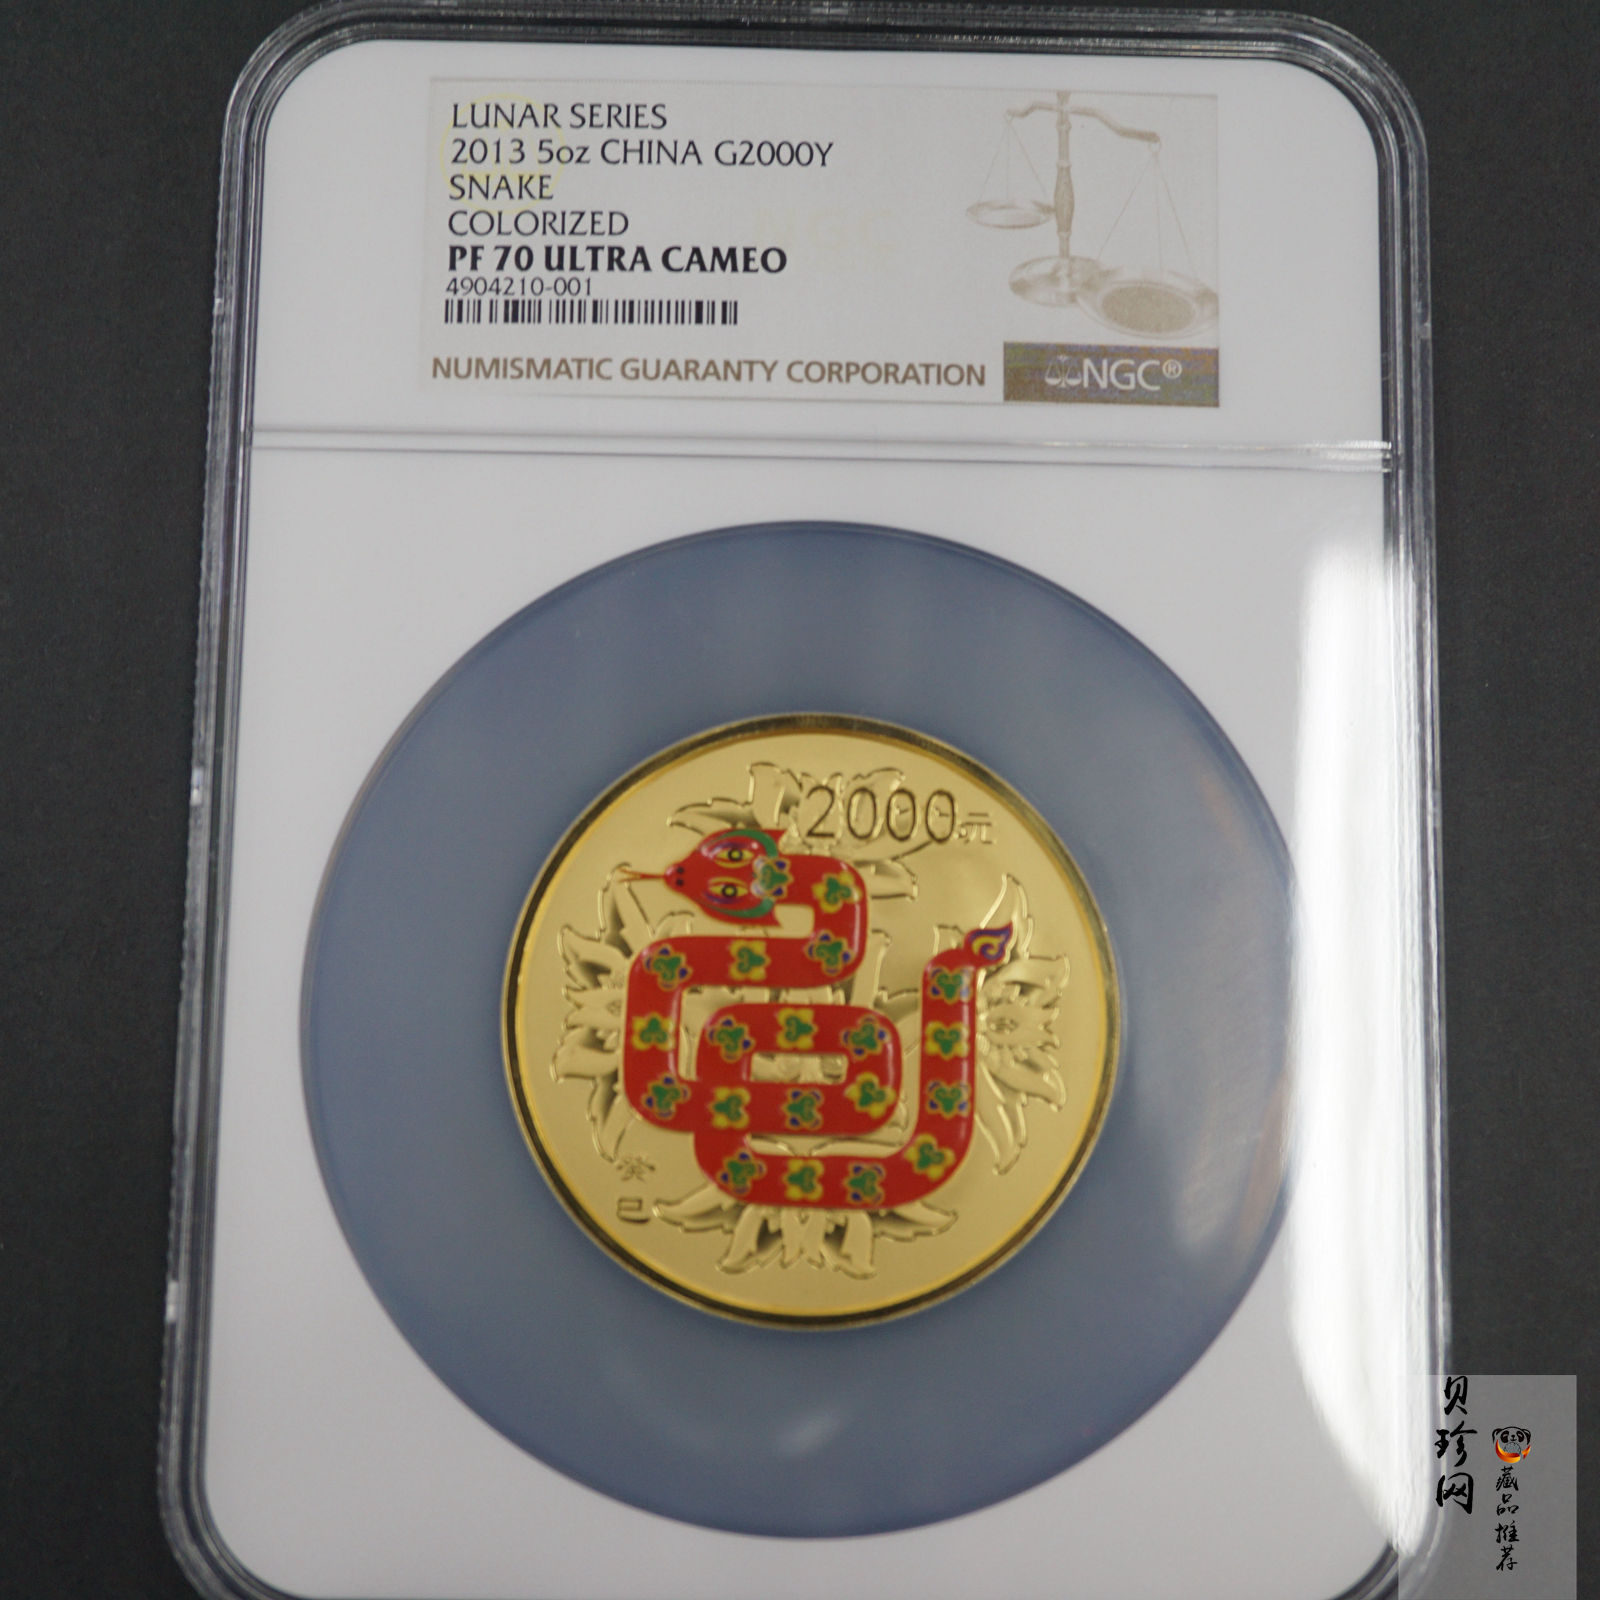 LUNAR SERIES
2013 5oz CHINA G2000Y
SNAKE
COLORIZED
PF 70 ULTRA CAMEO
4904210-001
NUMISMATIC GUARANTY CORPORATION
NGC®
NGC
2000元
癸
巳
贝珍网
藏品推荐